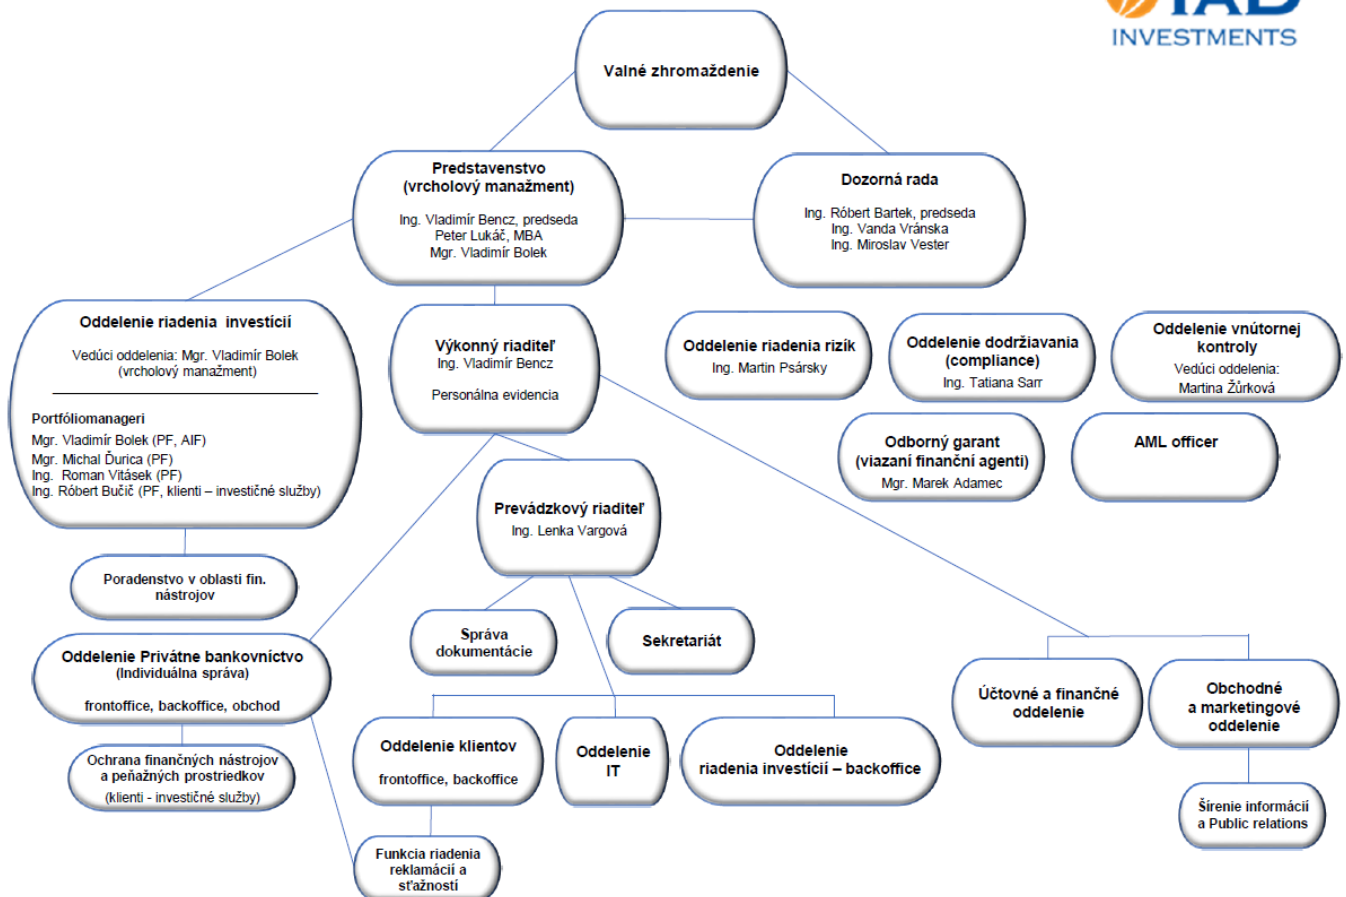 IAD
INVESTMENTS
Valné zhromaždenie
Predstavenstvo
(vrcholový manažment)
Ing. Vladimír Bencz, predseda
Peter Lukáč, MBA
Mgr. Vladimír Bolek
Dozorná rada
Ing. Róbert Bartek, predseda
Ing. Vanda Vránska
Ing. Miroslav Vester
Oddelenie riadenia investícií
Vedúci oddelenia: Mgr. Vladimír Bolek
(vrcholový manažment)
Portfóliomanageri
Mgr. Vladimír Bolek (PF, AIF)
Mgr. Michal Ďurica (PF)
Ing. Roman Vitásek (PF)
Ing. Róbert Bučič (PF, klienti – investičné služby)
Výkonný riaditeľ
Ing. Vladimír Bencz
Personálna evidencia
Oddelenie riadenia rizík
Ing. Martin Psársky
Oddelenie dodržiavania
(compliance)
Ing. Tatiana Sarr
Oddelenie vnútornej
kontroly
Vedúci oddelenia:
Martina Žůrková
Odborný garant
(viazaní finanční agenti)
Mgr. Marek Adamec
AML officer
Prevádzkový riaditeľ
Ing. Lenka Vargová
Poradenstvo v oblasti fin.
nástrojov
Správa
dokumentácie
Sekretariát
Oddelenie Privátne bankovníctvo
(Individuálna správa)
frontoffice, backoffice, obchod
Účtovné a finančné
oddelenie
Obchodné
a marketingové
oddelenie
Oddelenie klientov
frontoffice, backoffice
Oddelenie
IT
Oddelenie
riadenia investícií – backoffice
Ochrana finančných nástrojov
a peňažných prostriedkov
(klienti - investičné služby)
Šírenie informácií
a Public relations
Funkcia riadenia
reklamácií a
sťažností